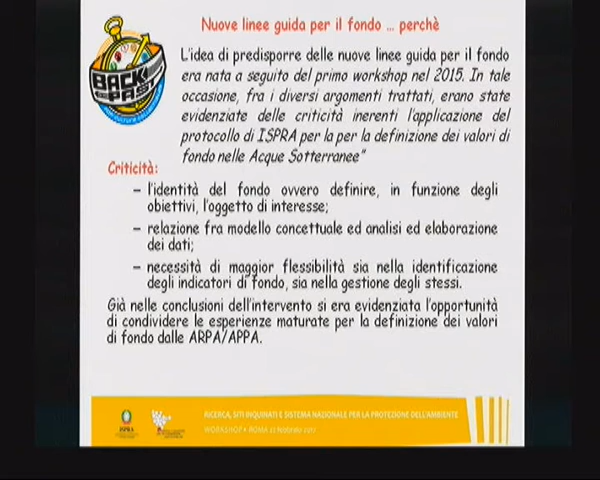 Nuove linee guida per il fondo ... perchè
BACK
PAST
L'idea di predisporre delle nuove linee guida per il fondo
era nata a seguito del primo workshop nel 2015. In tale
occasione, fra i diversi argomenti trattati, erano state
evidenziate delle criticità inerenti l'applicazione del
protocollo di ISPRA per la per la definizione dei valori di
fondo nelle Acque Sotterranee"
Criticità:
– l'identità del fondo ovvero definire, in funzione degli
obiettivi, l'oggetto di interesse;
– relazione fra modello concettuale ed analisi ed elaborazione
dei dati;
– necessità di maggior flessibilità sia nella identificazione
degli indicatori di fondo, sia nella gestione degli stessi.
Già nelle conclusioni dell'intervento si era evidenziata l'opportunità
di condividere le esperienze maturate per la definizione dei valori
di fondo dalle ARPA/APPA.
RICERCA, SITI INQUINATI E SISTEMA NAZIONALE PER LA PROTEZIONE DELL'AMBIENTE
WORKSHOP • ROMA
ISPRA